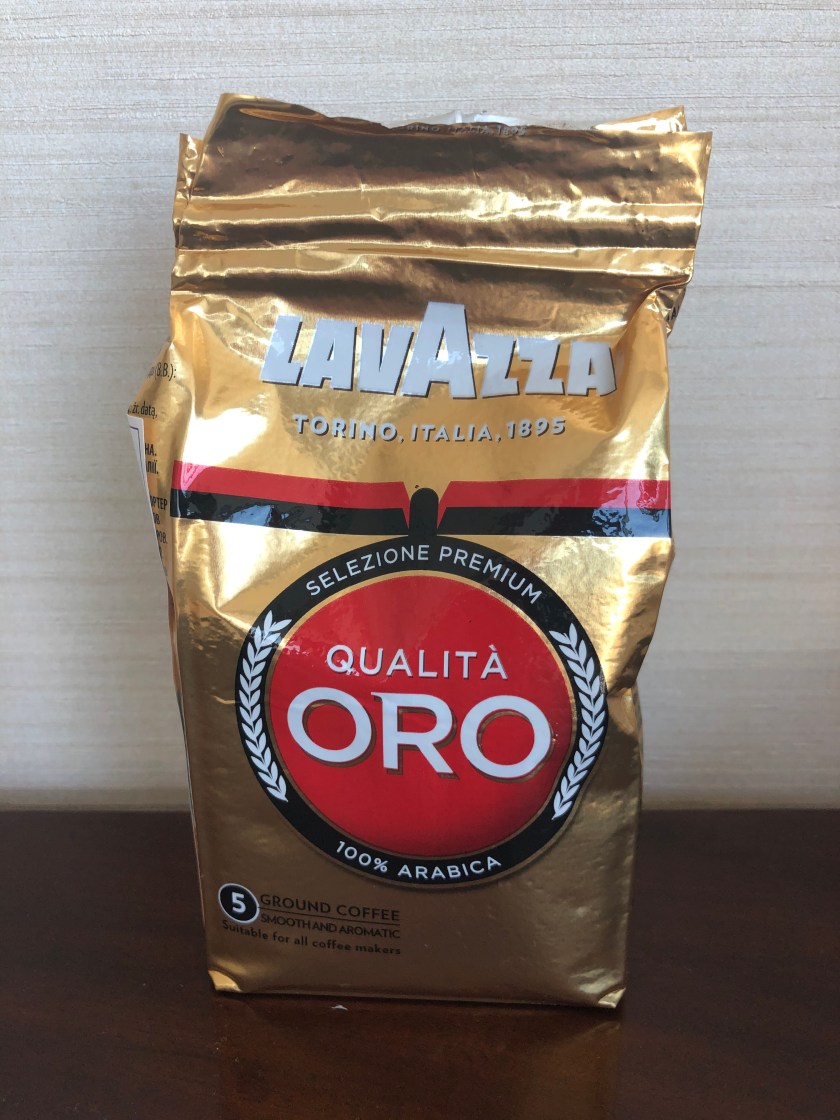 LAVAZZA
TORINO, ITALIA, 1895
SELEZIONE PREMIUM
QUALITÀ
ORO
100% ARABICA
5
GROUND COFFEE
SMOOTH AND AROMATIC
Suitable for all coffee makers
(B.B.):
datą,